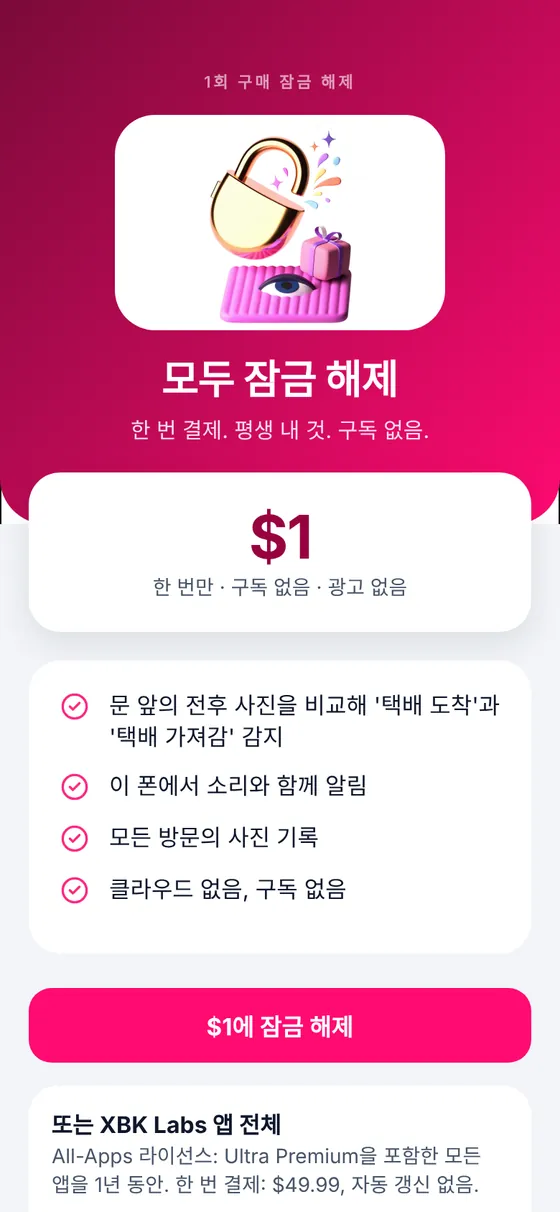 1회 구매 잠금 해제
모두 잠금 해제
한 번 결제. 평생 내 것. 구독 없음.
$1
한 번만 · 구독 없음 · 광고 없음
문 앞의 전후 사진을 비교해 '택배 도착'과
'택배 가져감' 감지
이 폰에서 소리와 함께 알림
모든 방문의 사진 기록
클라우드 없음, 구독 없음
$1에 잠금 해제
또는 XBK Labs 앱 전체
All-Apps 라이선스: Ultra Premium을 포함한 모든
앱을 1년 동안. 한 번 결제: $49.99, 자동 갱신 없음.